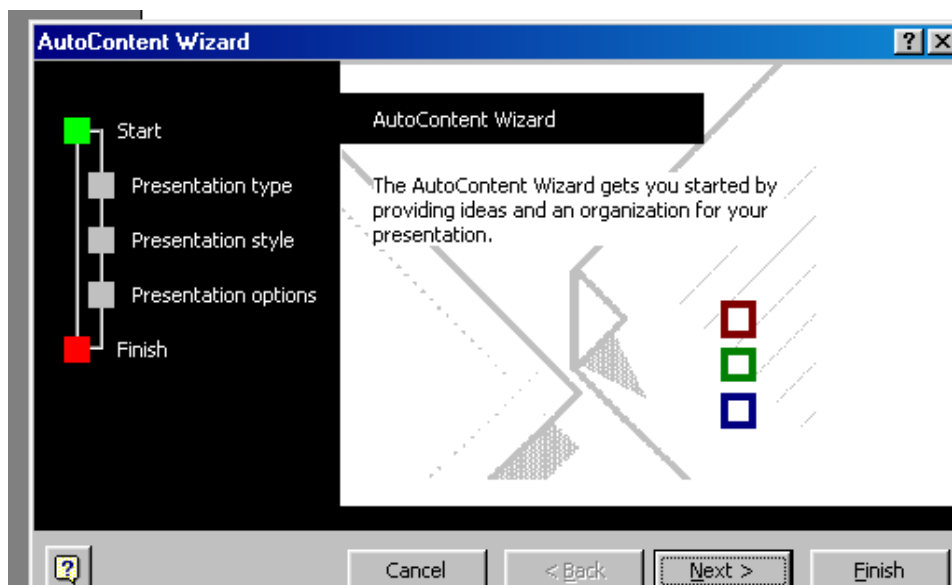 AutoContent Wizard
Start
Presentation type
Presentation style
Presentation options
Finish
AutoContent Wizard
The AutoContent Wizard gets you started by
providing ideas and an organization for your
presentation.
Cancel
< Back
Next >
Finish